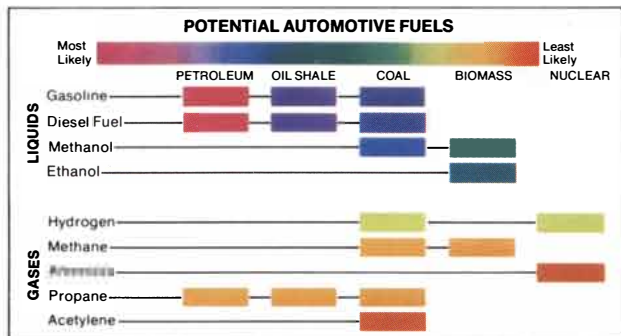 POTENTIAL AUTOMOTIVE FUELS
Most Likely
Least Likely
PETROLEUM OIL SHALE COAL BIOMASS NUCLEAR
LIQUIDS
Gasoline
Diesel Fuel
Methanol
Ethanol
GASES
Hydrogen
Methane
Propane
Acetylene